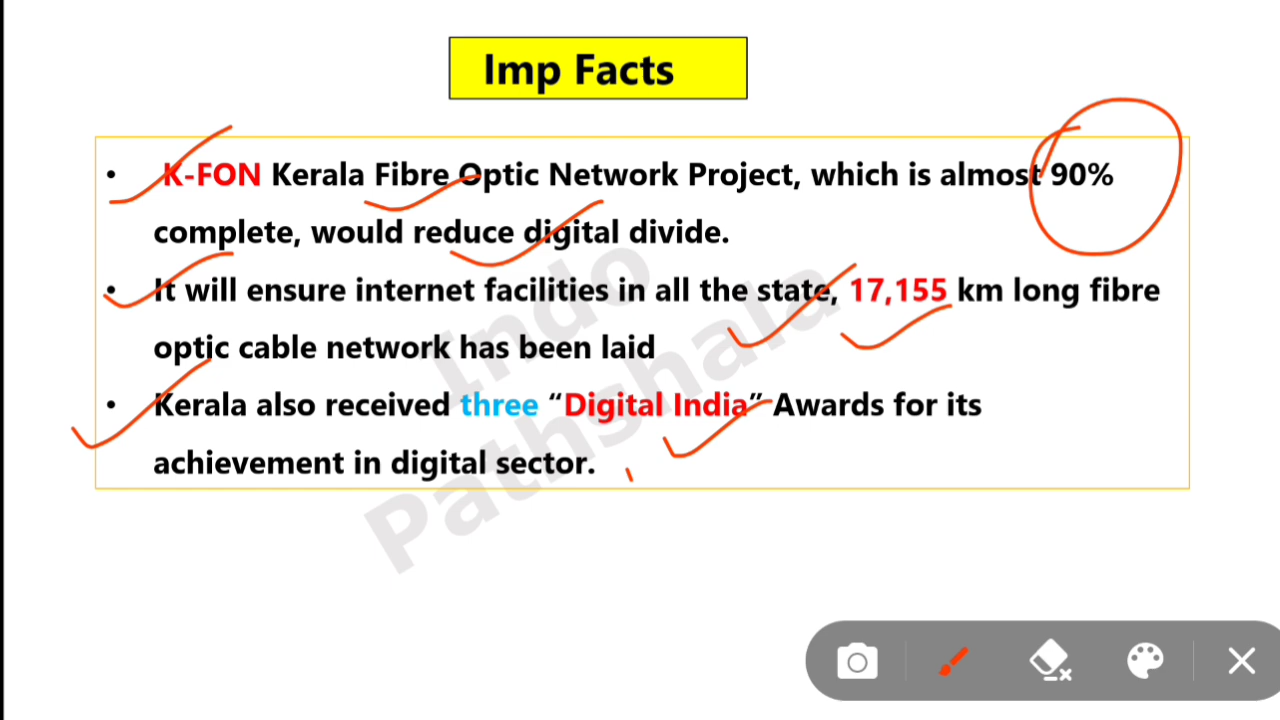 Imp Facts
• K-FON Kerala Fibre Optic Network Project, which is almost 90%
complete, would reduce digital divide.
• It will ensure internet facilities in all the state, 17,155 km long fibre
optic cable network has been laid
• Kerala also received three “Digital India” Awards for its
achievement in digital sector.
Indo
Pathshala